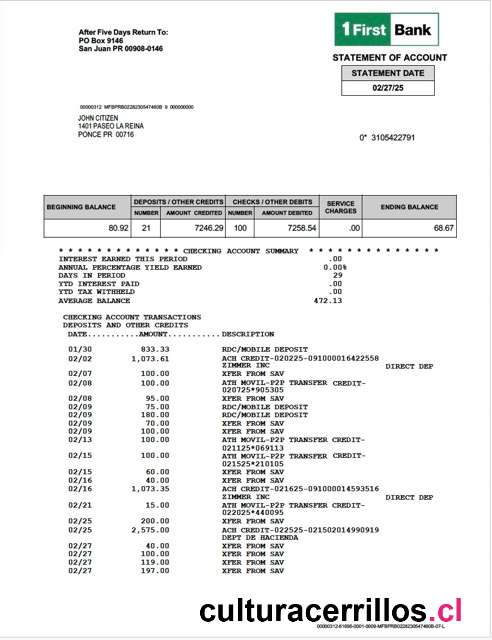 After Five Days Return To:
PO Box 9146
San Juan PR 00908-0146
1 First Bank
STATEMENT OF ACCOUNT
STATEMENT DATE
02/27/25
00000312 MFBPRB0228230547460B 9 000000000
JOHN CITIZEN
1401 PASEO LA REINA
PONCE PR 00716
0* 3105422791
BEGINNING BALANCE DEPOSITS / OTHER CREDITS CHECKS / OTHER DEBITS SERVICE CHARGES ENDING BALANCE
NUMBER AMOUNT CREDITED NUMBER AMOUNT DEBITED
80.92 21 7246.29 100 7258.54 .00 68.67
* * * * * * * * * * * * * CHECKING ACCOUNT SUMMARY * * * * * * * * * * * * * *
INTEREST EARNED THIS PERIOD .00
ANNUAL PERCENTAGE YIELD EARNED 0.00%
DAYS IN PERIOD 29
YTD INTEREST PAID .00
YTD TAX WITHHELD .00
AVERAGE BALANCE 472.13
CHECKING ACCOUNT TRANSACTIONS
DEPOSITS AND OTHER CREDITS
DATE...........AMOUNT...........DESCRIPTION
01/30 833.33 RDC/MOBILE DEPOSIT
02/02 1,073.61 ACH CREDIT-020225-091000016422558
ZIMMER INC DIRECT DEP
02/07 100.00 XFER FROM SAV
02/08 100.00 ATH MOVIL-P2P TRANSFER CREDIT-
020725*905305
02/08 95.00 XFER FROM SAV
02/09 75.00 RDC/MOBILE DEPOSIT
02/09 180.00 RDC/MOBILE DEPOSIT
02/09 70.00 XFER FROM SAV
02/09 100.00 XFER FROM SAV
02/13 100.00 ATH MOVIL-P2P TRANSFER CREDIT-
021125*069113
02/15 100.00 ATH MOVIL-P2P TRANSFER CREDIT-
021525*210105
02/15 60.00 XFER FROM SAV
02/16 40.00 XFER FROM SAV
02/16 1,073.35 ACH CREDIT-021625-091000014593516
ZIMMER INC DIRECT DEP
02/21 15.00 ATH MOVIL-P2P TRANSFER CREDIT-
022025*440095
02/25 200.00 XFER FROM SAV
02/25 2,575.00 ACH CREDIT-022525-021502014990919
DEPT DE HACIENDA
02/27 40.00 XFER FROM SAV
02/27 100.00 XFER FROM SAV
02/27 119.00 XFER FROM SAV
02/27 197.00 XFER FROM SAV
culturacerrillos.cl
00000312-61698-0001-0009-MFBPRB0228230547460B-07-L